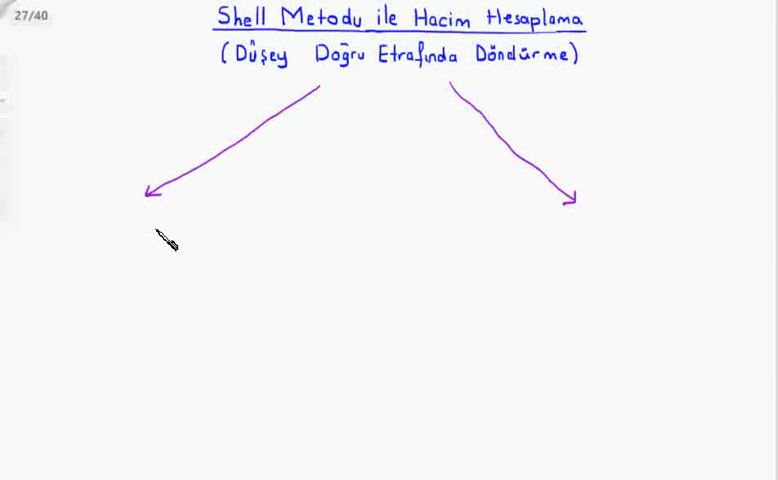 27/40
Shell Metodu ile Hacim Hesaplama
(Düşey Doğru Etrafında Döndürme)